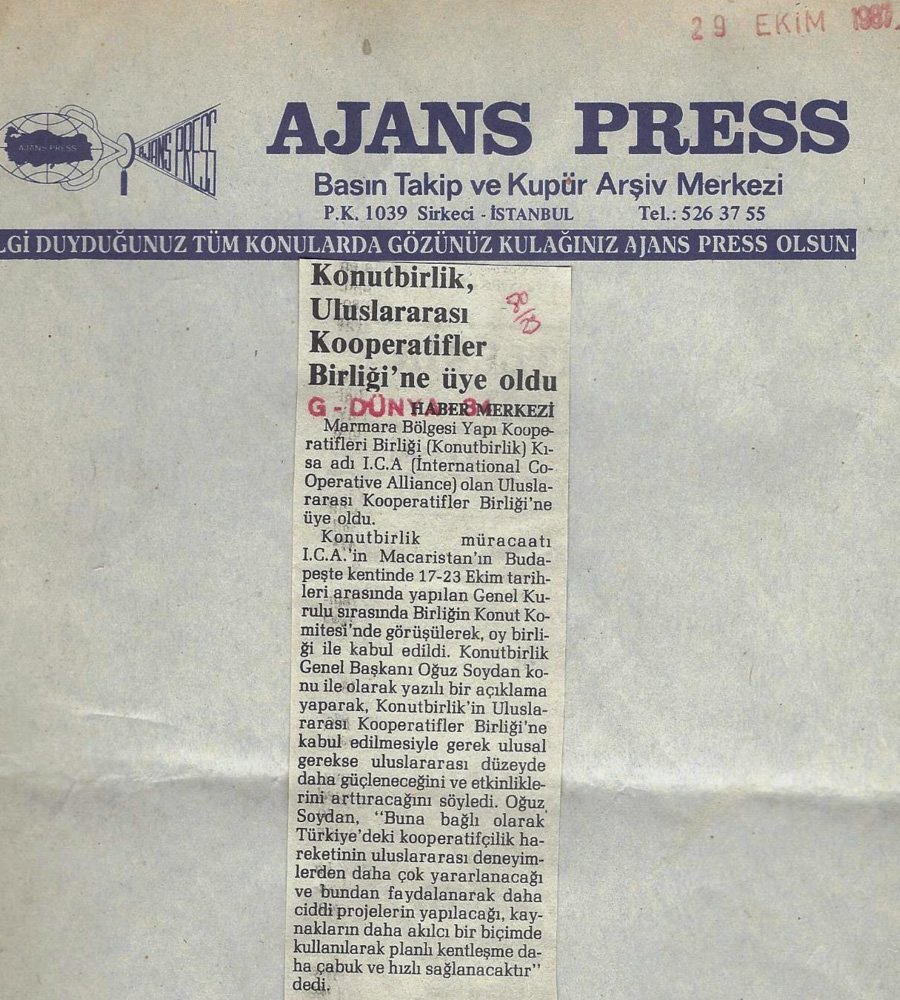 29 EKİM 1987
AJANS PRESS
AJANS PRESS
AJANS PRESS
Basın Takip ve Kupür Arşiv Merkezi
P.K. 1039 Sirkeci - İSTANBUL Tel.: 526 37 55
LGİ DUYDUĞUNUZ TÜM KONULARDA GÖZÜNÜZ KULAĞINIZ AJANS PRESS OLSUN.
Konutbirlik,
Uluslararası
Kooperatifler
Birliği'ne üye oldu
G - DÜNYA
HABER MERKEZİ
Marmara Bölgesi Yapı Koope-
ratifleri Birliği (Konutbirlik) Kı-
sa adı I.C.A (İnternational Co-
Operative Alliance) olan Ulusla-
rarası Kooperatifler Birliği'ne
üye oldu.
Konutbirlik müracaatı
I.C.A.'in Macaristan'ın Buda-
peşte kentinde 17-23 Ekim tarih-
leri arasında yapılan Genel Ku-
rulu sırasında Birliğin Konut Ko-
mitesi'nde görüşülerek, oy birli-
ği ile kabul edildi. Konutbirlik
Genel Başkanı Oğuz Soydan ko-
nu ile olarak yazılı bir açıklama
yaparak, Konutbirlik'in Ulusla-
rarası Kooperatifler Birliği'ne
kabul edilmesiyle gerek ulusal
gerekse uluslararası düzeyde
daha güçleneceğini ve etkinlikle-
rini arttıracağını söyledi. Oğuz
Soydan, "Buna bağlı olarak
Türkiye'deki kooperatifçilik ha-
reketinin uluslararası deneyim-
lerden daha çok yararlanacağı
ve bundan faydalanarak daha
ciddi projelerin yapılacağı, kay-
nakların daha akılcı bir biçimde
kullanılarak planlı kentleşme da-
ha çabuk ve hızlı sağlanacaktır"
dedi.